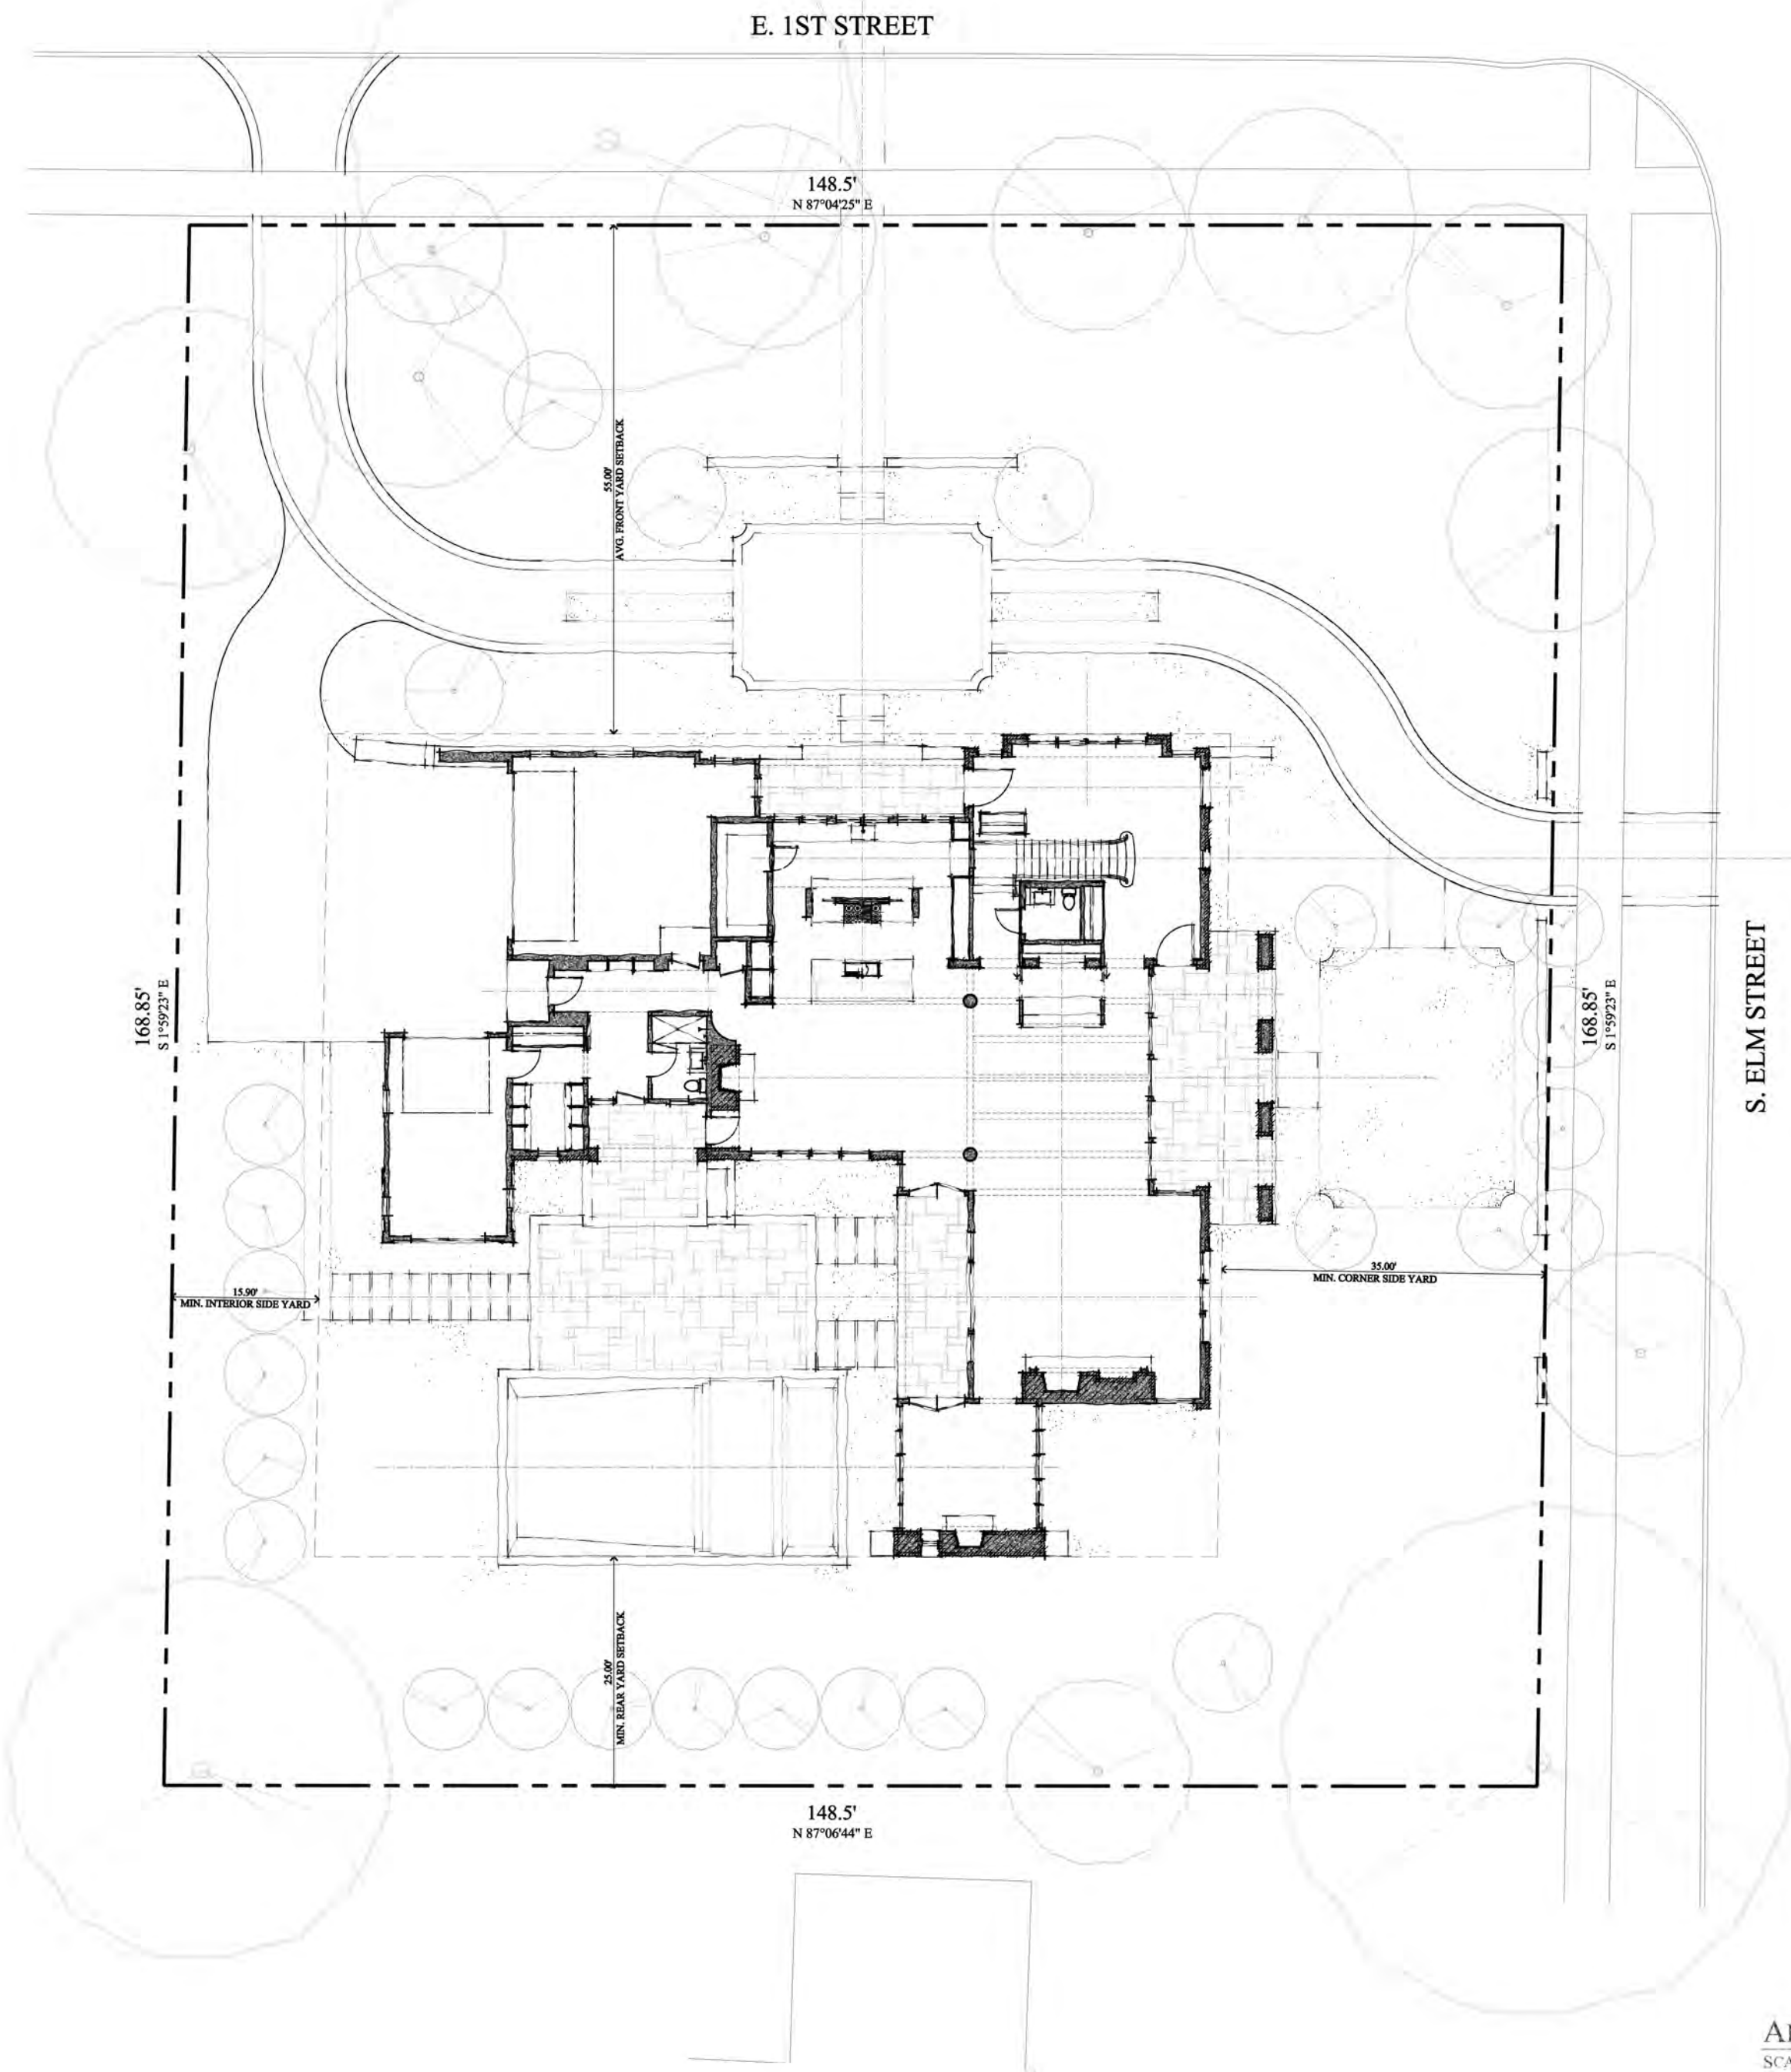 E. 1ST STREET
148.5'
N 87°04'25" E
55.00'
AVG. FRONT YARD SETBACK
168.85'
S 1°59'23" E
168.85'
S 1°59'23" E
S. ELM STREET
15.90'
MIN. INTERIOR SIDE YARD
35.00'
MIN. CORNER SIDE YARD
25.00'
MIN. REAR YARD SETBACK
148.5'
N 87°06'44" E